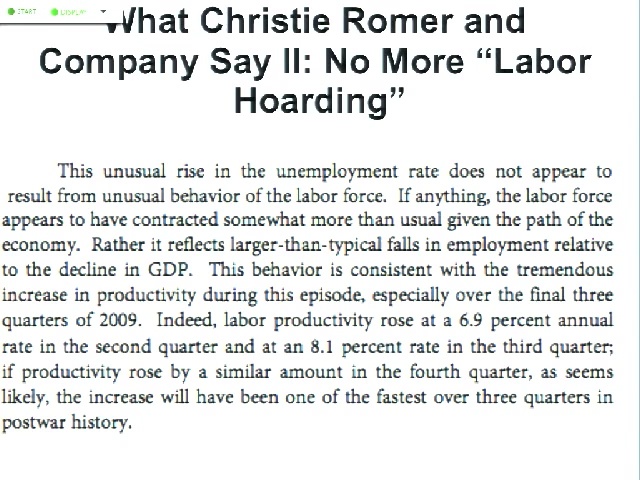 START DISPLAY
What Christie Romer and
Company Say II: No More “Labor
Hoarding”
This unusual rise in the unemployment rate does not appear to
result from unusual behavior of the labor force. If anything, the labor force
appears to have contracted somewhat more than usual given the path of the
economy. Rather it reflects larger-than-typical falls in employment relative
to the decline in GDP. This behavior is consistent with the tremendous
increase in productivity during this episode, especially over the final three
quarters of 2009. Indeed, labor productivity rose at a 6.9 percent annual
rate in the second quarter and at an 8.1 percent rate in the third quarter;
if productivity rose by a similar amount in the fourth quarter, as seems
likely, the increase will have been one of the fastest over three quarters in
postwar history.